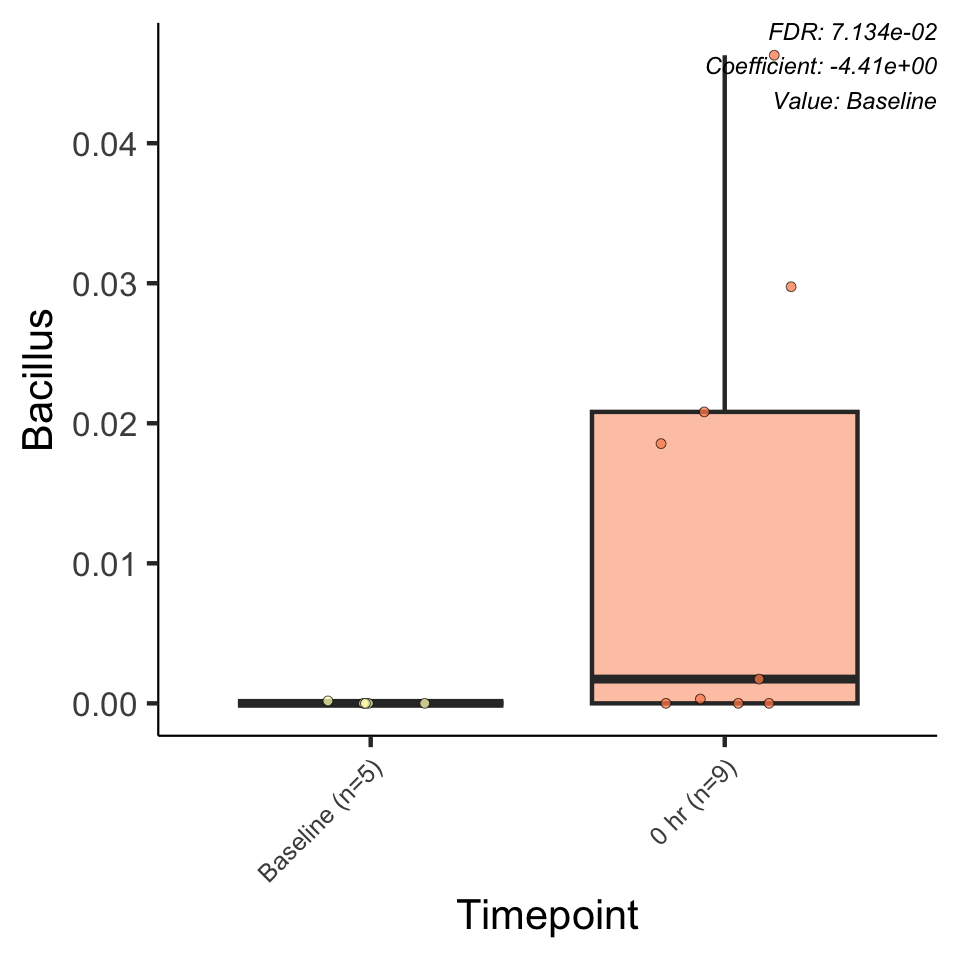 FDR: 7.134e-02
Coefficient: -4.41e+00
Value: Baseline
Bacillus
0.04
0.03
0.02
0.01
0.00
Baseline (n=5)
0 hr (n=9)
Timepoint